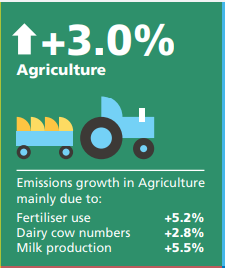 +3.0%
Agriculture
Emissions growth in Agriculture
mainly due to:
Fertiliser use +5.2%
Dairy cow numbers +2.8%
Milk production +5.5%